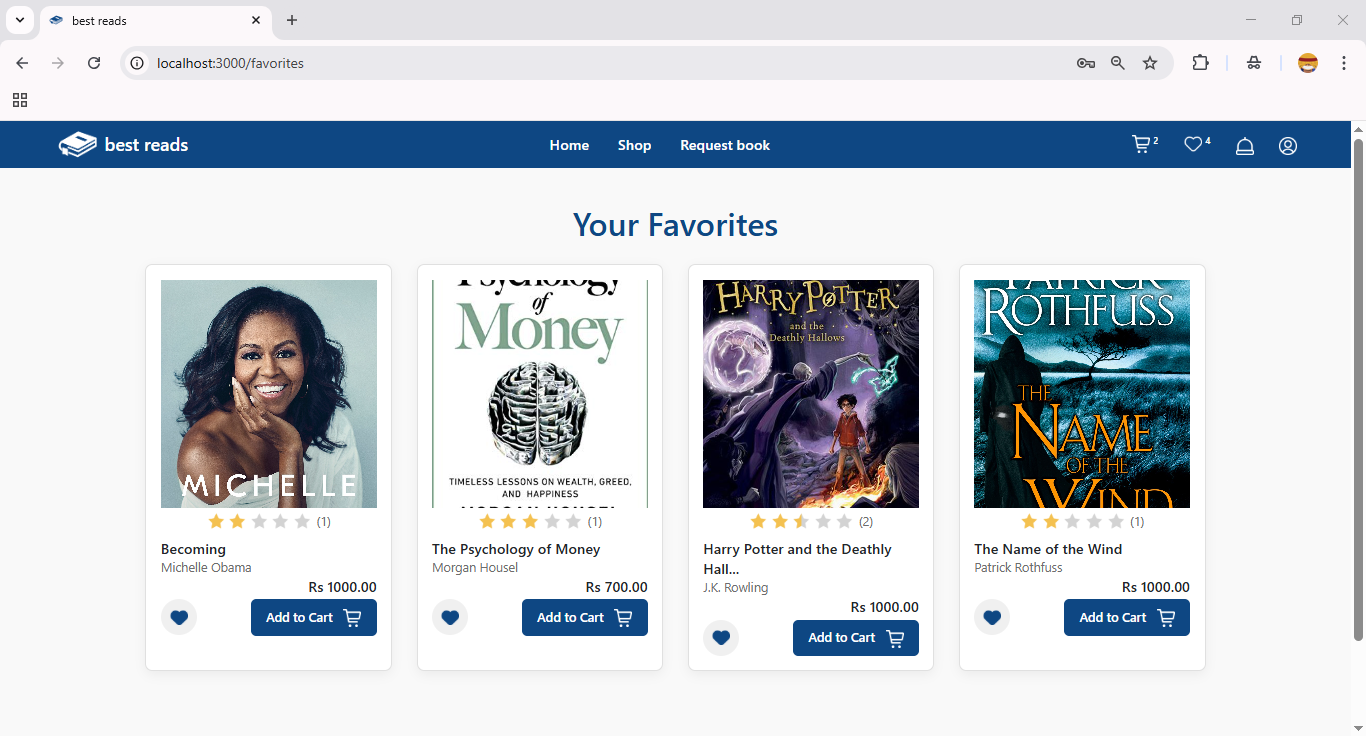 best reads
localhost:3000/favorites
best reads
Home
Shop
Request book
2
4
Your Favorites
MICHELLE
(1)
Becoming
Michelle Obama
Rs 1000.00
Add to Cart
Psychology
of
Money
TIMELESS LESSONS ON WEALTH, GREED,
AND HAPPINESS
MORGAN HOUSEL
(1)
The Psychology of Money
Morgan Housel
Rs 700.00
Add to Cart
HARRY POTTER
and the
Deathly Hallows
(2)
Harry Potter and the Deathly
Hall...
J.K. Rowling
Rs 1000.00
Add to Cart
PATRICK
ROTHFUSS
THE
NAME
OF THE
WIND
(1)
The Name of the Wind
Patrick Rothfuss
Rs 1000.00
Add to Cart